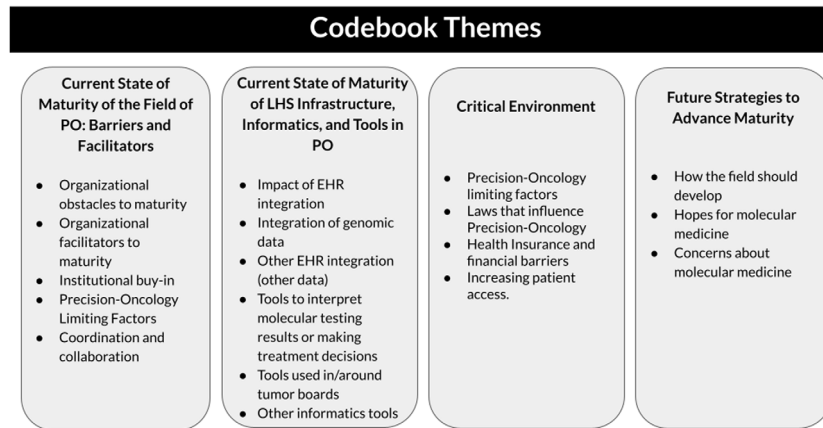 Codebook Themes
Current State of
Maturity of the Field of
PO: Barriers and
Facilitators
● Organizational
obstacles to maturity
● Organizational
facilitators to
maturity
● Institutional buy-in
● Precision-Oncology
Limiting Factors
● Coordination and
collaboration
Current State of Maturity
of LHS Infrastructure,
Informatics, and Tools in
PO
● Impact of EHR
integration
● Integration of genomic
data
● Other EHR integration
(other data)
● Tools to interpret
molecular testing
results or making
treatment decisions
● Tools used in/around
tumor boards
● Other informatics tools
Critical Environment
● Precision-Oncology
limiting factors
● Laws that influence
Precision-Oncology
● Health Insurance and
financial barriers
● Increasing patient
access.
Future Strategies to
Advance Maturity
● How the field should
develop
● Hopes for molecular
medicine
● Concerns about
molecular medicine